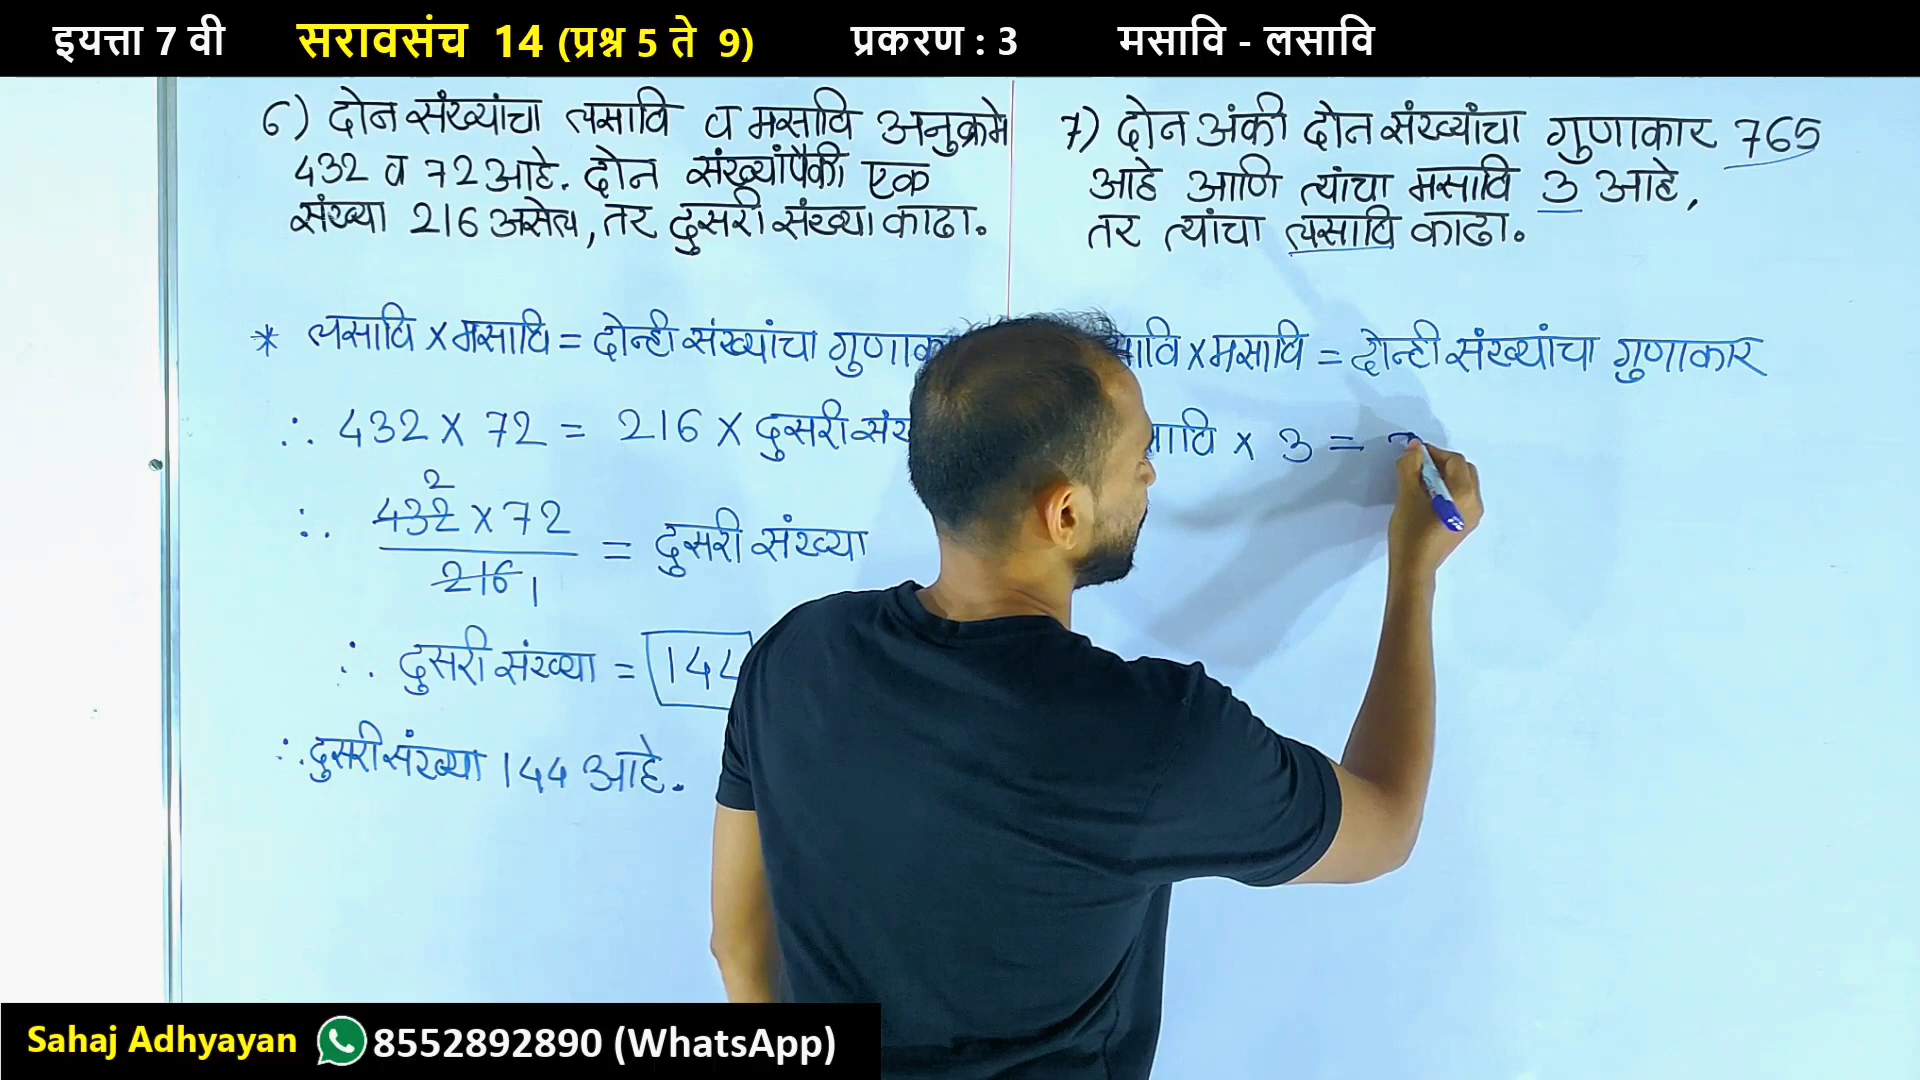 इयत्ता 7 वी सरावसंच 14 (प्रश्न 5 ते 9) प्रकरण : 3 मसावि - लसावि
6) दोन संख्यांचा लसावि व मसावि अनुक्रमे
432 व 72 आहे. दोन संख्यांपैकी एक
संख्या 216 असेल, तर दुसरी संख्या काढा.
* लसावि x मसावि = दोन्ही संख्यांचा
∴ 432 x 72 = 216 x दुसरी
2
∴ 432 x 72 = दुसरी संख्या
216 1
∴ दुसरी संख्या = 144
∴ दुसरी संख्या 144 आहे.
7) दोन अंकी दोन संख्यांचा गुणाकार 765
आहे आणि त्यांचा मसावि 3 आहे,
तर त्यांचा लसावि काढा.
x मसावि = दोन्ही संख्यांचा गुणाकार
x 3 =
Sahaj Adhyayan 8552892890 (WhatsApp)